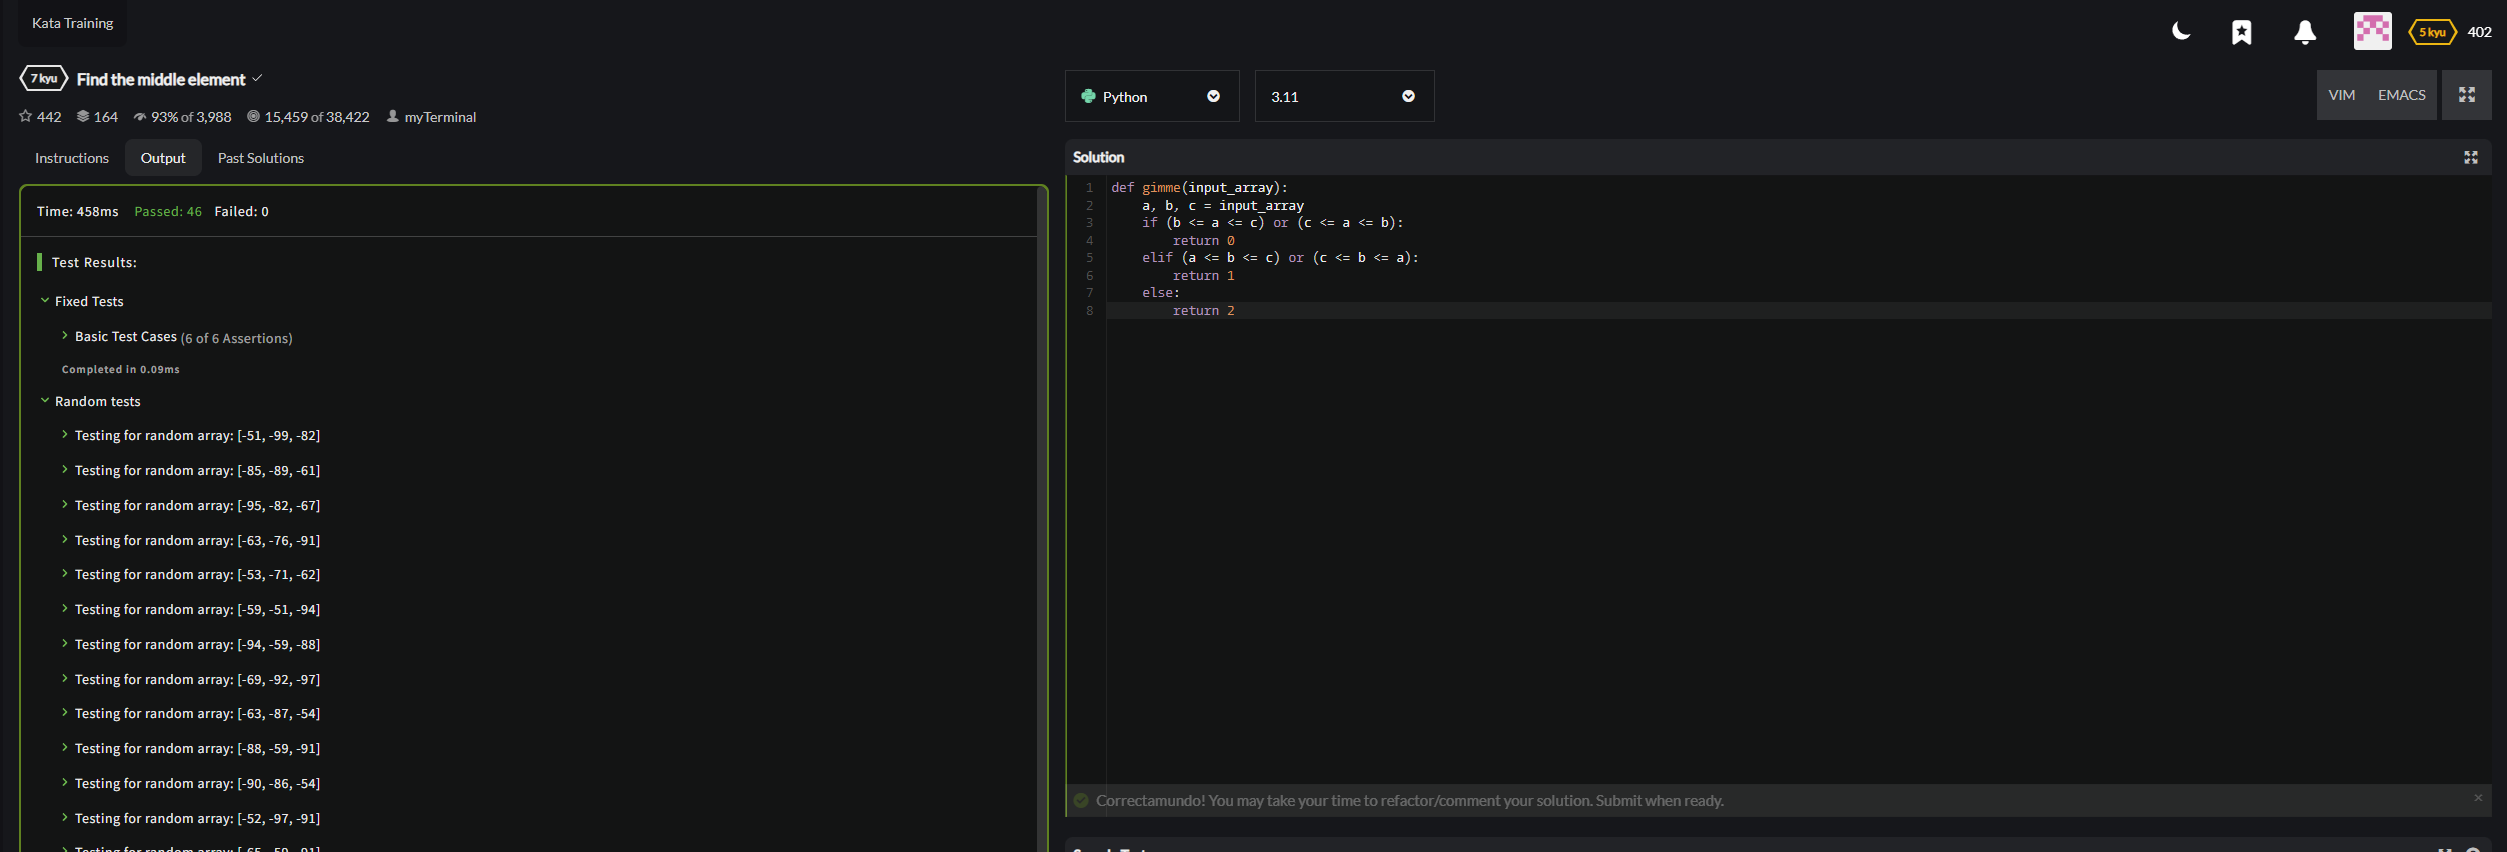 Kata Training
5 kyu 402
7 kyu Find the middle element
442 164 93% of 3,988 15,459 of 38,422 myTerminal
Instructions Output Past Solutions
Time: 458ms Passed: 46 Failed: 0
Test Results:
Fixed Tests
Basic Test Cases (6 of 6 Assertions)
Completed in 0.09ms
Random tests
Testing for random array: [-51, -99, -82]
Testing for random array: [-85, -89, -61]
Testing for random array: [-95, -82, -67]
Testing for random array: [-63, -76, -91]
Testing for random array: [-53, -71, -62]
Testing for random array: [-59, -51, -94]
Testing for random array: [-94, -59, -88]
Testing for random array: [-69, -92, -97]
Testing for random array: [-63, -87, -54]
Testing for random array: [-88, -59, -91]
Testing for random array: [-90, -86, -54]
Testing for random array: [-52, -97, -91]
Testing for random array:
Python 3.11 VIM EMACS
Solution
1 def gimme(input_array):
2 a, b, c = input_array
3 if (b <= a <= c) or (c <= a <= b):
4 return 0
5 elif (a <= b <= c) or (c <= b <= a):
6 return 1
7 else:
8 return 2
Correctamundo! You may take your time to refactor/comment your solution. Submit when ready.